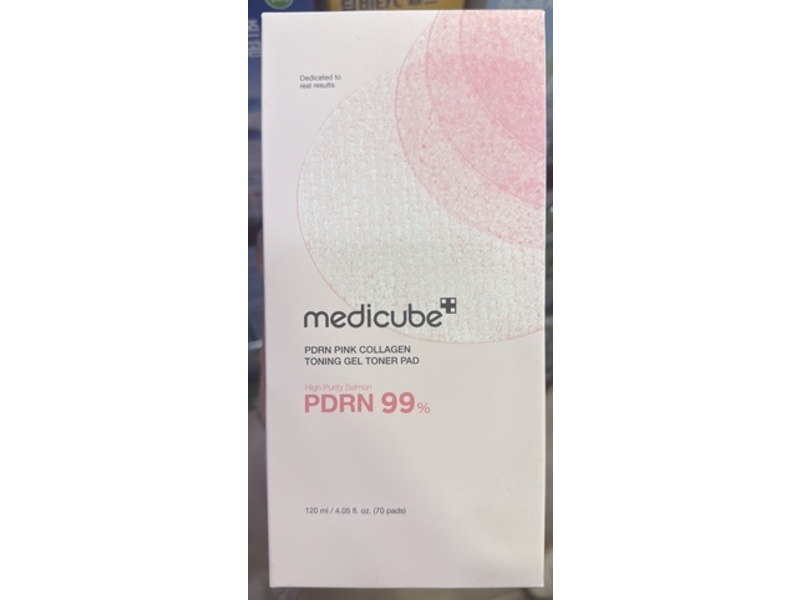 Dedicated to
real results
medicube
PDRN PINK COLLAGEN
TONING GEL TONER PAD
High Purity Salmon
PDRN 99%
120 ml / 4.05 fl. oz. (70 pads)